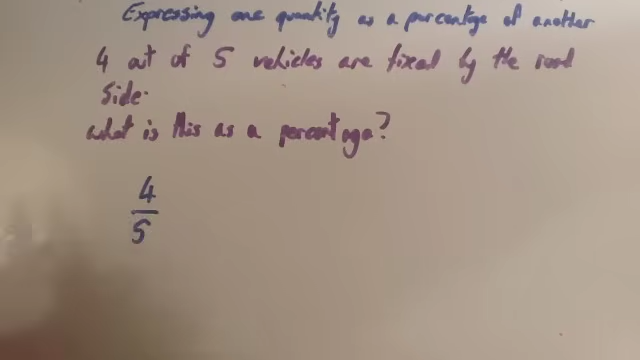 Expressing one quantity as a percentage of another
4 out of 5 vehicles are fixed by the road
side.
what is this as a percentage?
4
5